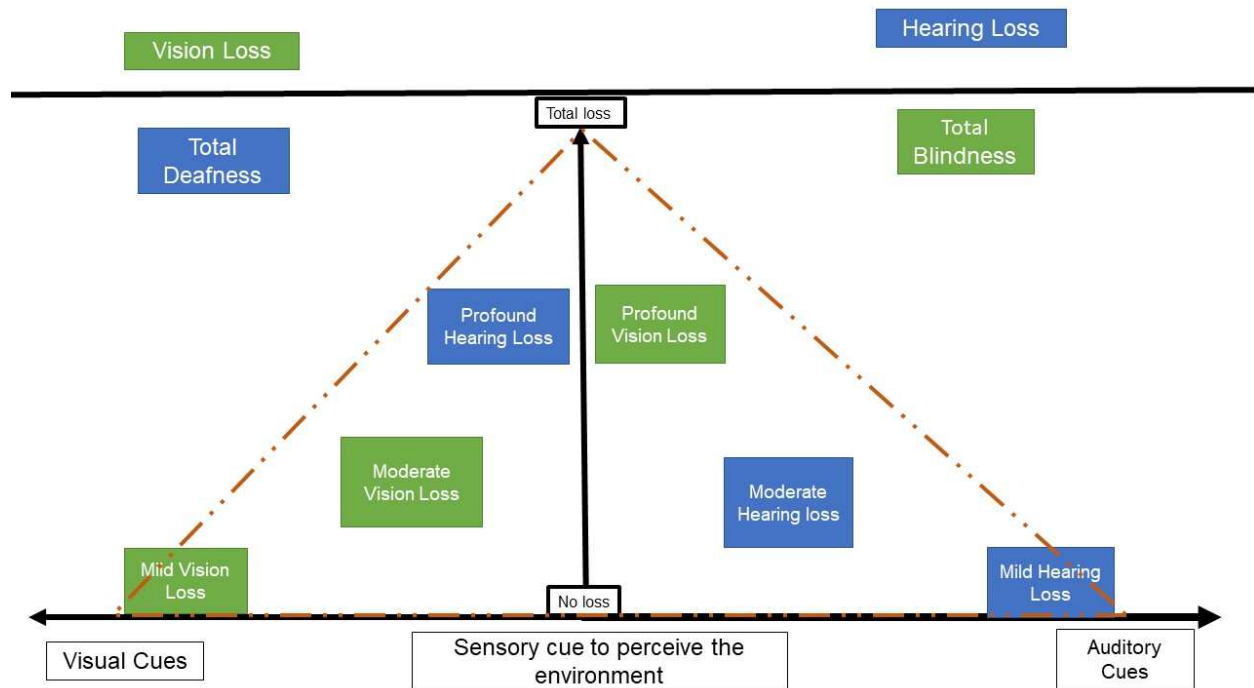 Vision Loss
Hearing Loss
Total loss
Total
Deafness
Total
Blindness
Profound
Hearing Loss
Profound
Vision Loss
Moderate
Vision Loss
Moderate
Hearing loss
Mild Vision
Loss
No loss
Mild Hearing
Loss
Visual Cues
Sensory cue to perceive the
environment
Auditory
Cues